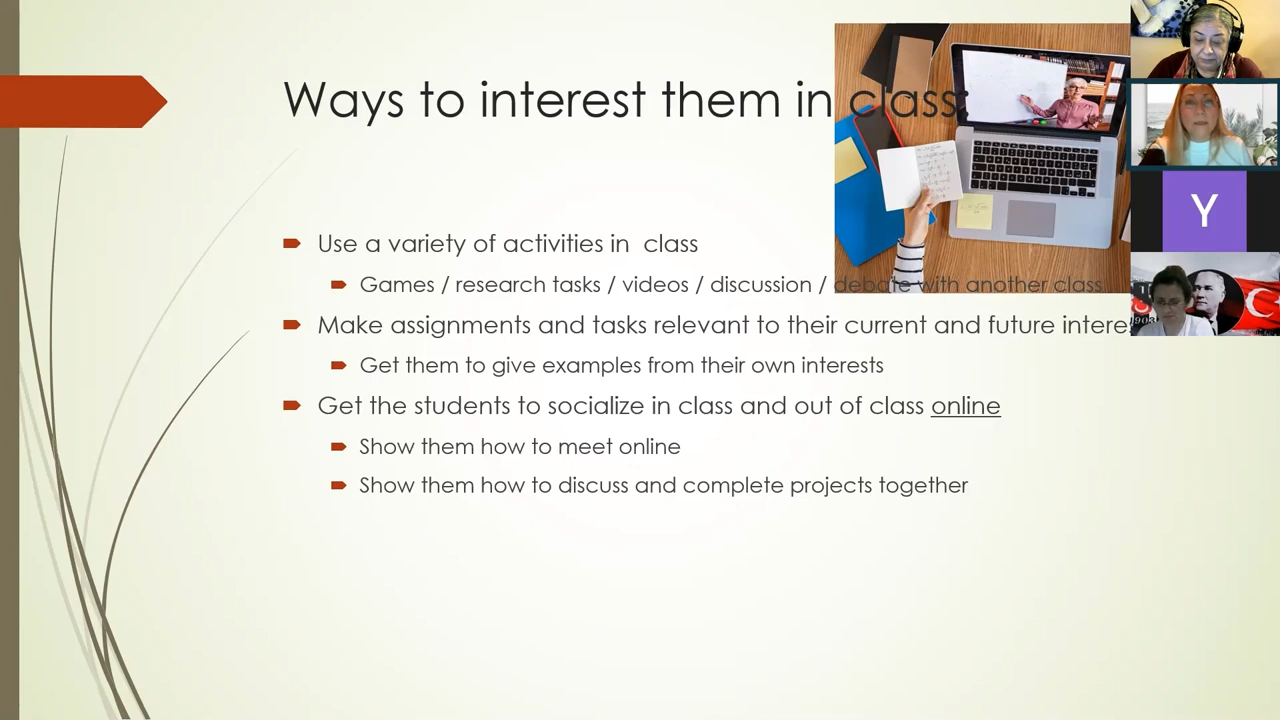 Ways to interest them in class:
Use a variety of activities in class
Games / research tasks / videos / discussion / debate with another class
Make assignments and tasks relevant to their current and future
Get them to give examples from their own interests
Get the students to socialize in class and out of class online
Show them how to meet online
Show them how to discuss and complete projects together
Y